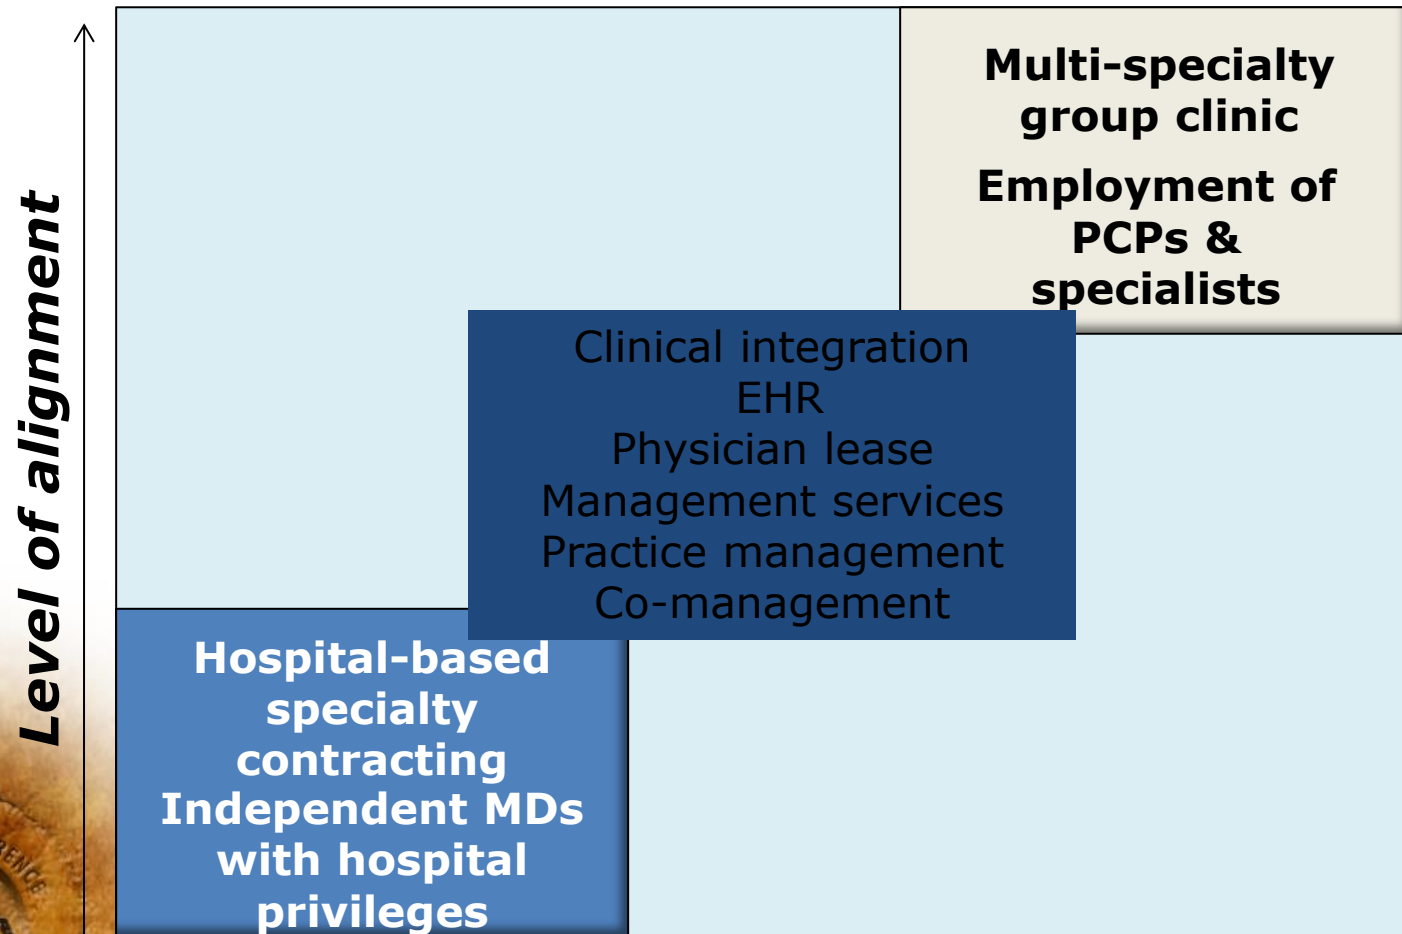 Multi-specialty
group clinic
Employment of
PCPs &
specialists
Level of alignment
Clinical integration
EHR
Physician lease
Management services
Practice management
Co-management
Hospital-based
specialty
contracting
Independent MDs
with hospital
privileges